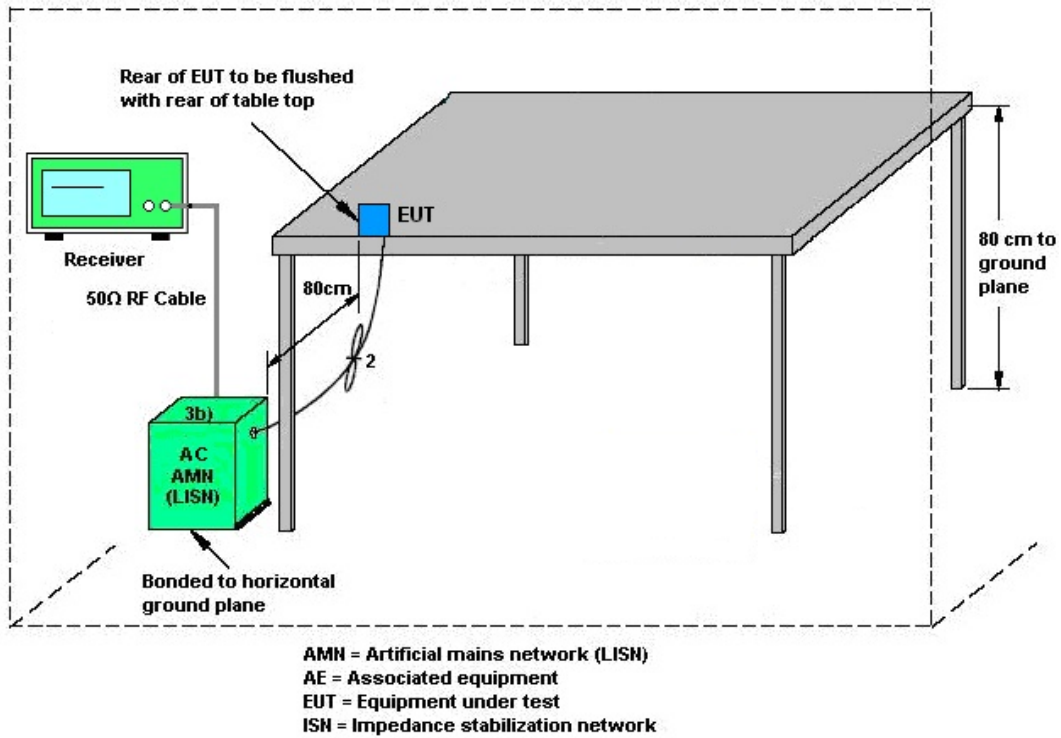 Rear of EUT to be flushed
with rear of table top
EUT
Receiver
50Ω RF Cable
80cm
2
80 cm to
ground
plane
3b)
AC
AMN
(LISN)
Bonded to horizontal
ground plane
AMN = Artificial mains network (LISN)
AE = Associated equipment
EUT = Equipment under test
ISN = Impedance stabilization network